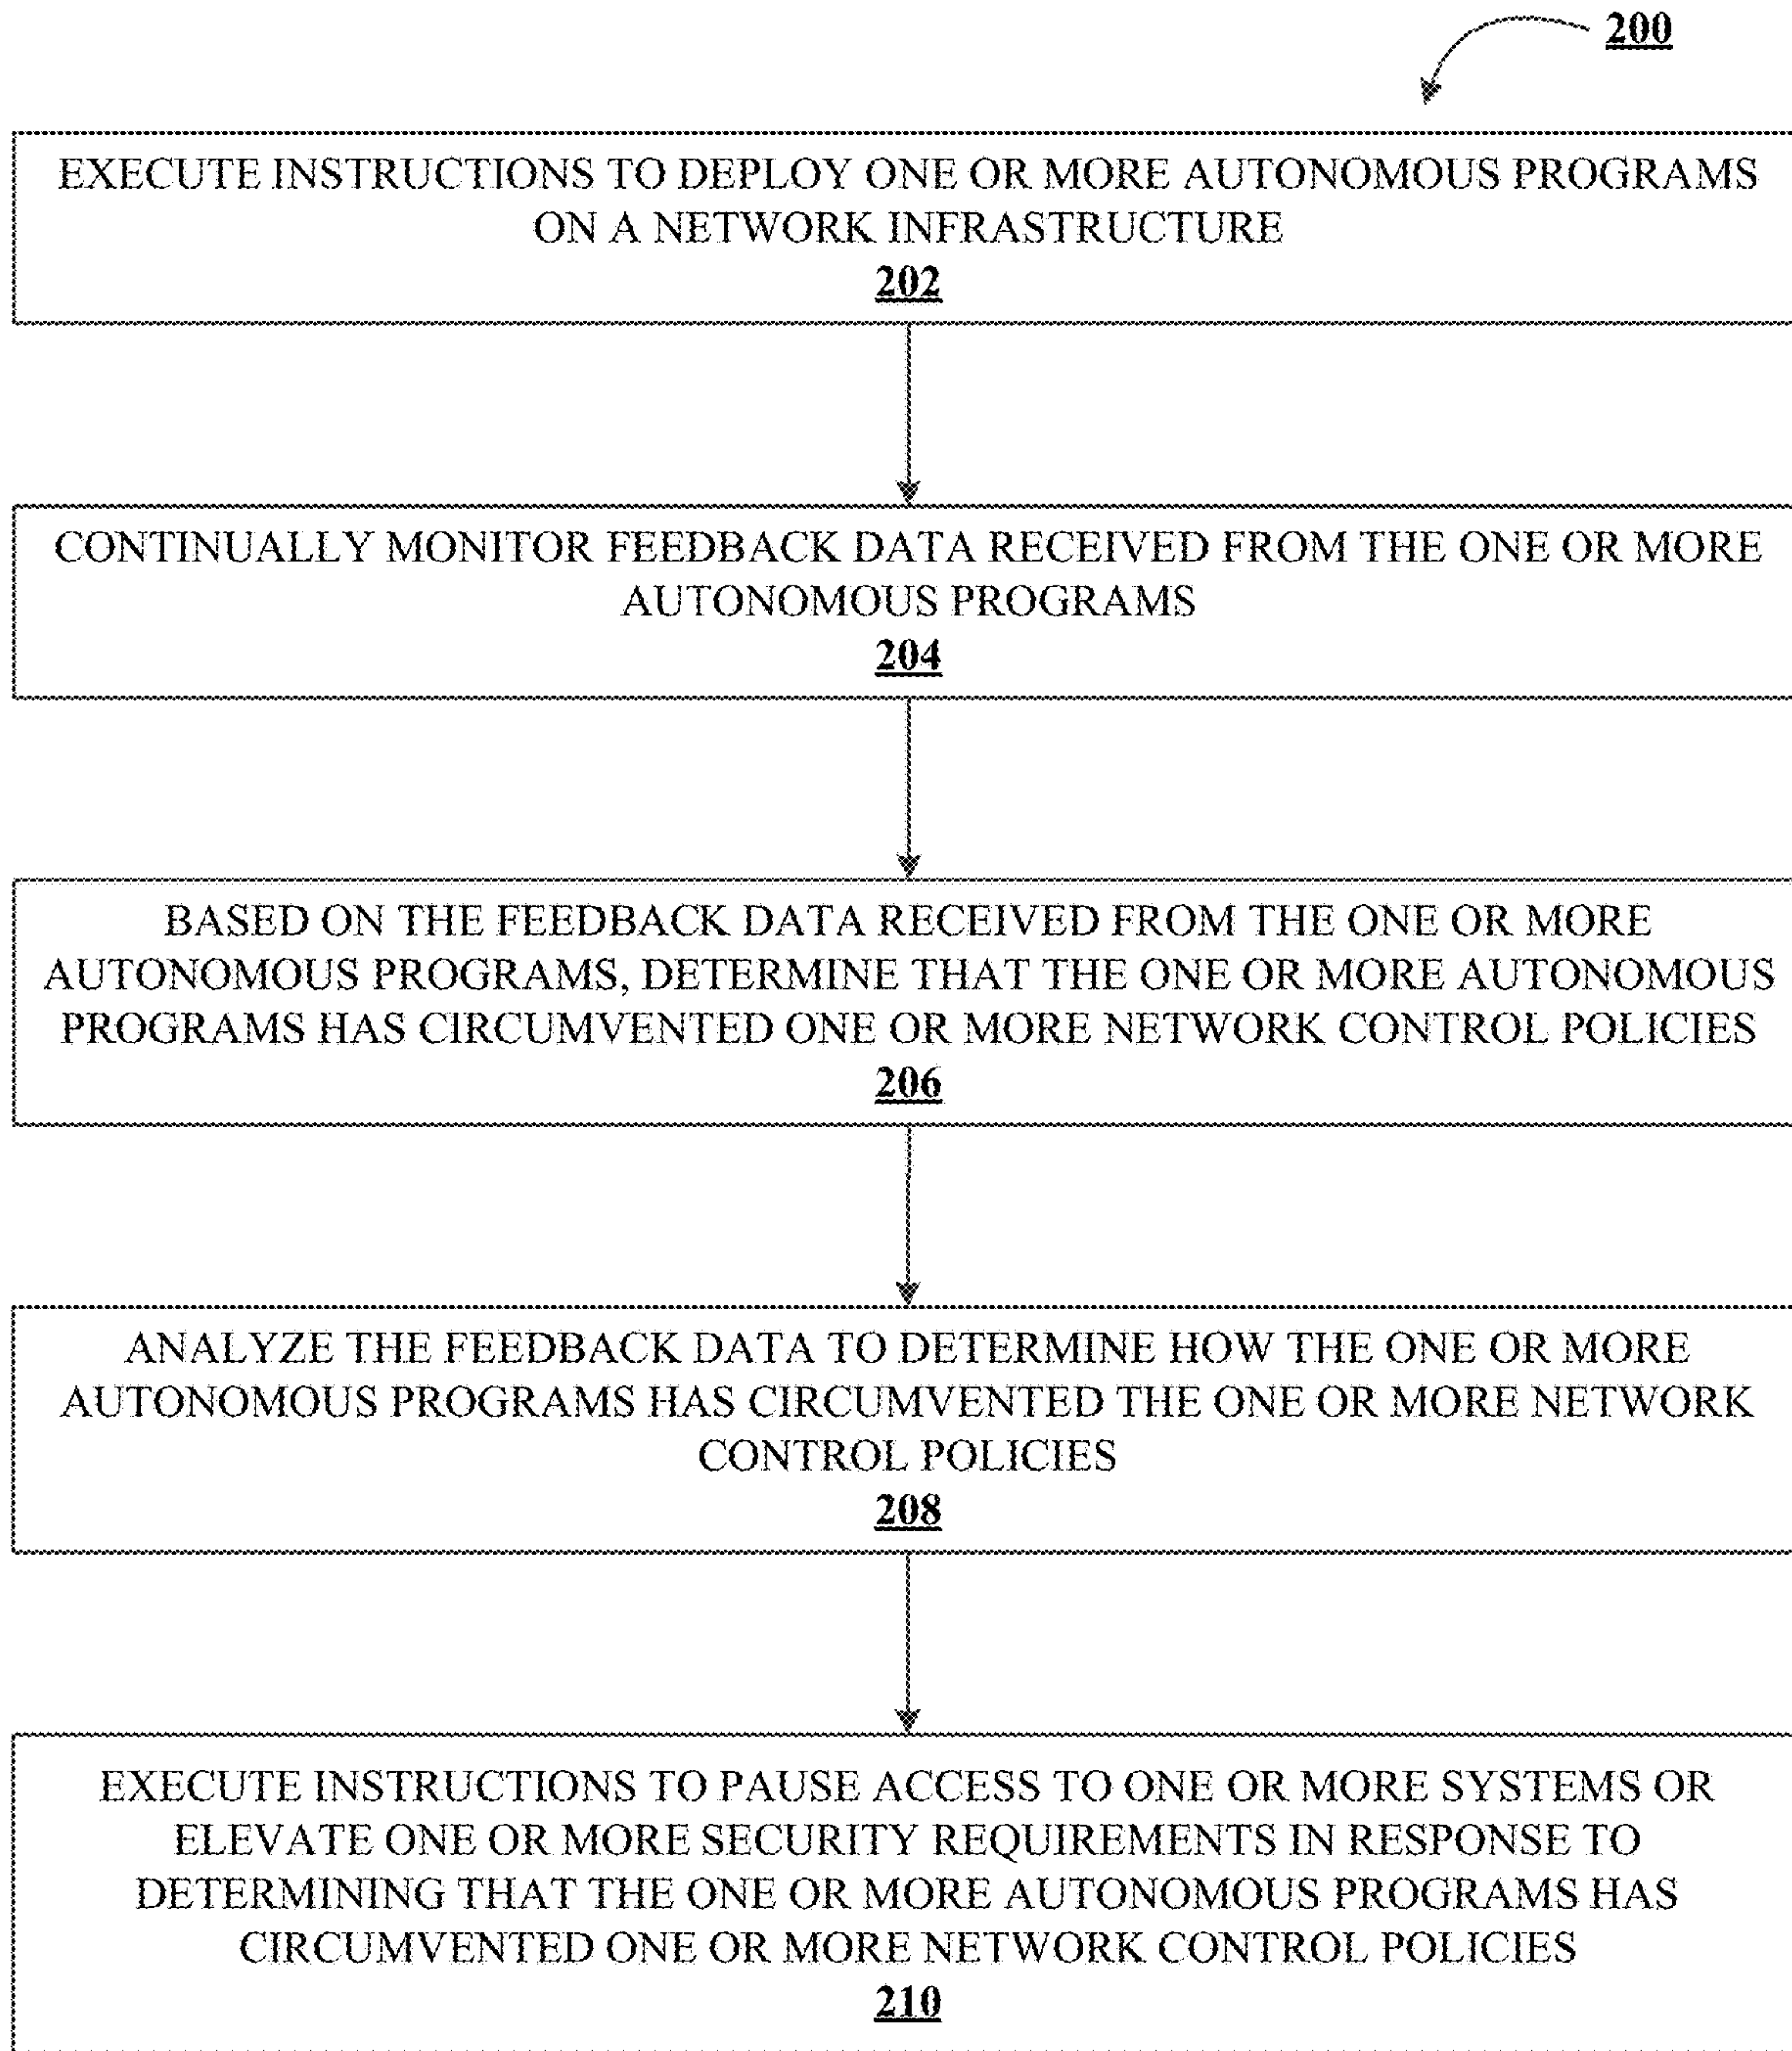 200
EXECUTE INSTRUCTIONS TO DEPLOY ONE OR MORE AUTONOMOUS PROGRAMS
ON A NETWORK INFRASTRUCTURE
202
CONTINUALLY MONITOR FEEDBACK DATA RECEIVED FROM THE ONE OR MORE
AUTONOMOUS PROGRAMS
204
BASED ON THE FEEDBACK DATA RECEIVED FROM THE ONE OR MORE
AUTONOMOUS PROGRAMS, DETERMINE THAT THE ONE OR MORE AUTONOMOUS
PROGRAMS HAS CIRCUMVENTED ONE OR MORE NETWORK CONTROL POLICIES
206
ANALYZE THE FEEDBACK DATA TO DETERMINE HOW THE ONE OR MORE
AUTONOMOUS PROGRAMS HAS CIRCUMVENTED THE ONE OR MORE NETWORK
CONTROL POLICIES
208
EXECUTE INSTRUCTIONS TO PAUSE ACCESS TO ONE OR MORE SYSTEMS OR
ELEVATE ONE OR MORE SECURITY REQUIREMENTS IN RESPONSE TO
DETERMINING THAT THE ONE OR MORE AUTONOMOUS PROGRAMS HAS
CIRCUMVENTED ONE OR MORE NETWORK CONTROL POLICIES
210